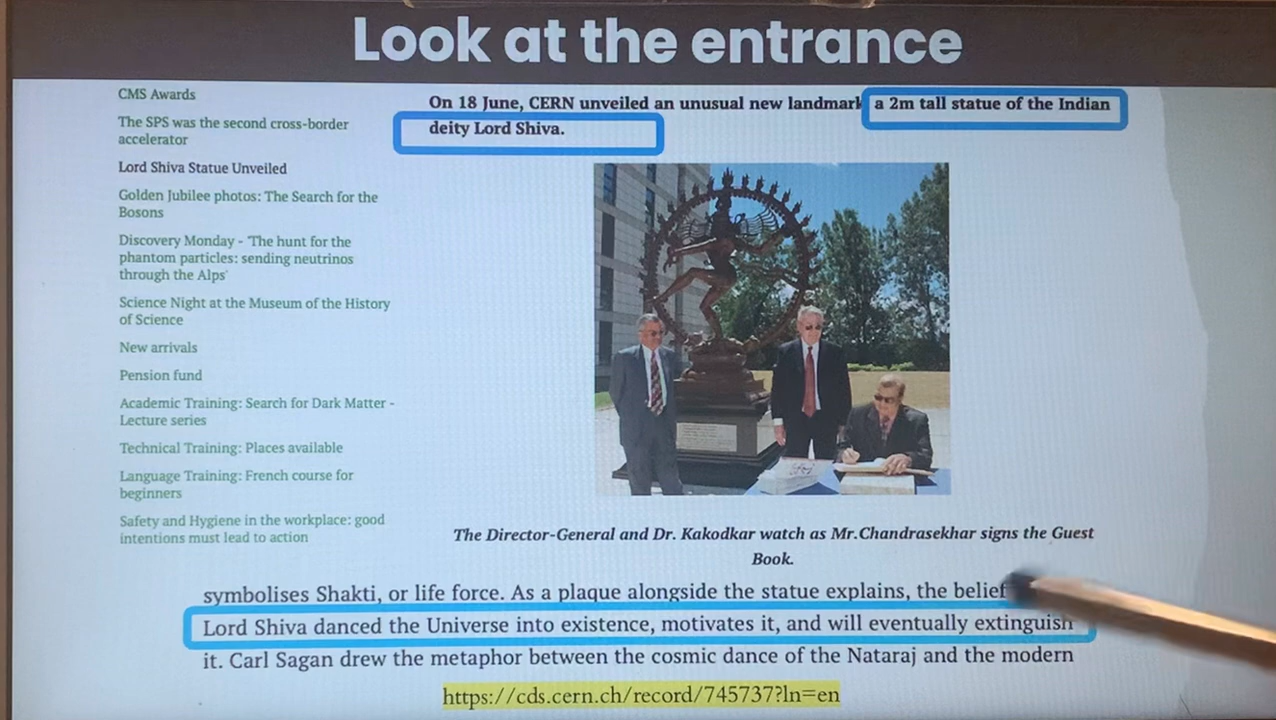 Look at the entrance
CMS Awards
The SPS was the second cross-border
accelerator
Lord Shiva Statue Unveiled
Golden Jubilee photos: The Search for the
Bosons
Discovery Monday - 'The hunt for the
phantom particles: sending neutrinos
through the Alps'
Science Night at the Museum of the History
of Science
New arrivals
Pension fund
Academic Training: Search for Dark Matter -
Lecture series
Technical Training: Places available
Language Training: French course for
beginners
Safety and Hygiene in the workplace: good
intentions must lead to action
On 18 June, CERN unveiled an unusual new landmark a 2m tall statue of the Indian
deity Lord Shiva.
The Director-General and Dr. Kakodkar watch as Mr.Chandrasekhar signs the Guest
Book.
symbolises Shakti, or life force. As a plaque alongside the statue explains, the belief
Lord Shiva danced the Universe into existence, motivates it, and will eventually extinguish
it. Carl Sagan drew the metaphor between the cosmic dance of the Nataraj and the modern
https://cds.cern.ch/record/745737?ln=en